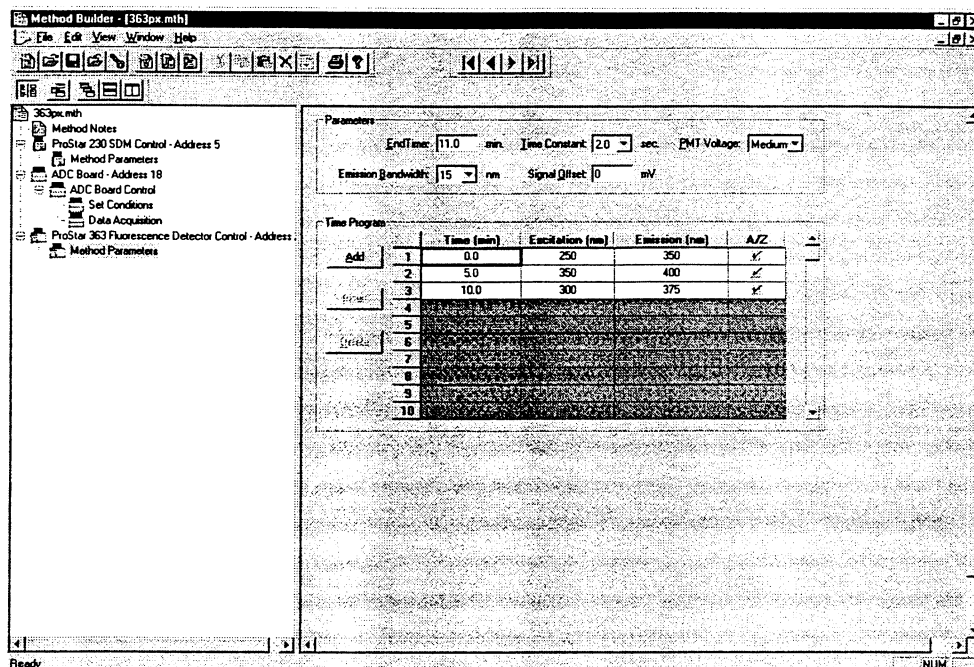 Method Builder - [363px.mth]
File Edit View Window Help
363px.mth
Method Notes
ProStar 230 SDM Control - Address 5
Method Parameters
ADC Board - Address 18
ADC Board Control
Set Conditions
Data Acquisition
ProStar 363 Fluorescence Detector Control - Address
Method Parameters
Parameters
EndTime: 11.0 min. Time Constant: 2.0 sec. PMT Voltage: Medium
Emission Bandwidth: 15 nm Signal Offset: 0 mV
Time Program
Add
Delete
Time (min) Excitation (nm) Emission (nm) A/Z
1 0.0 250 350
2 5.0 350 400
3 10.0 300 375
4
5
6
7
8
9
10
Ready
NUM